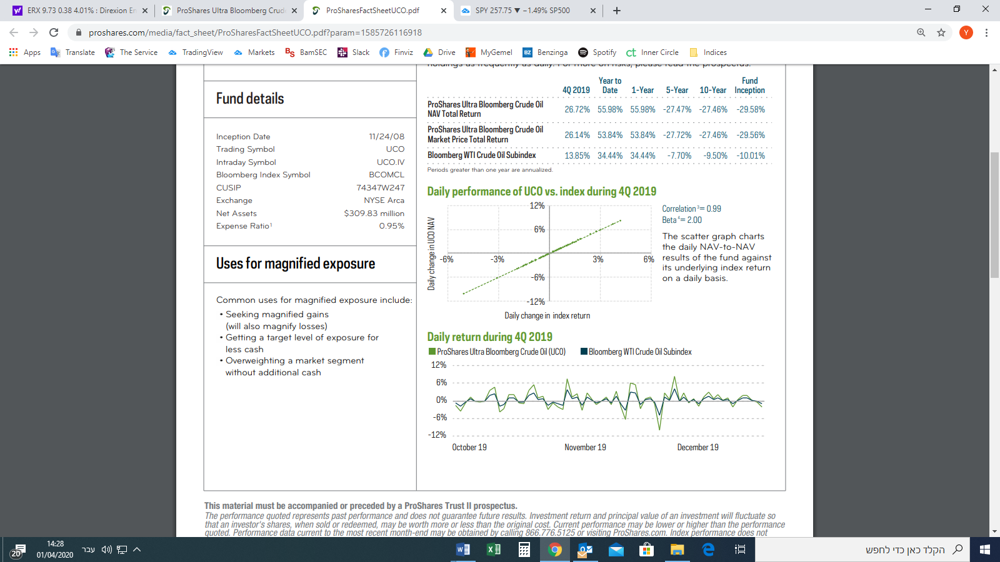 ERX 9.73 0.38 4.01% : Direxion En
ProShares Ultra Bloomberg Crude
ProSharesFactSheetUCO.pdf
SPY 257.75 ▼ −1.49% SP500
proshares.com/media/fact_sheet/ProSharesFactSheetUCO.pdf?param=1585726116918
Y
Apps Translate The Service TradingView Markets BamSEC Slack Finviz Drive MyGemel Benzinga Spotify Inner Circle Indices
holdings as frequently as daily. For more on risks, please read the prospectus.
Fund details
Inception Date 11/24/08
Trading Symbol UCO
Intraday Symbol UCO.IV
Bloomberg Index Symbol BCOMCL
CUSIP 74347W247
Exchange NYSE Arca
Net Assets $309.83 million
Expense Ratio¹ 0.95%
Uses for magnified exposure
Common uses for magnified exposure include:
• Seeking magnified gains
(will also magnify losses)
• Getting a target level of exposure for
less cash
• Overweighting a market segment
without additional cash
4Q 2019 Year to Date 1-Year 5-Year 10-Year Fund Inception
ProShares Ultra Bloomberg Crude Oil
NAV Total Return 26.72% 55.98% 55.98% -27.47% -27.46% -29.58%
ProShares Ultra Bloomberg Crude Oil
Market Price Total Return 26.14% 53.84% 53.84% -27.72% -27.46% -29.56%
Bloomberg WTI Crude Oil Subindex 13.85% 34.44% 34.44% -7.70% -9.50% -10.01%
Periods greater than one year are annualized.
Daily performance of UCO vs. index during 4Q 2019
Daily change in UCO NAV
12%
6%
-6% -3% 3% 6%
-6%
-12%
Daily change in index return
Correlation³= 0.99
Beta⁴= 2.00
The scatter graph charts
the daily NAV-to-NAV
results of the fund against
its underlying index return
on a daily basis.
Daily return during 4Q 2019
ProShares Ultra Bloomberg Crude Oil (UCO) Bloomberg WTI Crude Oil Subindex
12%
6%
0%
-6%
-12%
October 19 November 19 December 19
This material must be accompanied or preceded by a ProShares Trust II prospectus.
The performance quoted represents past performance and does not guarantee future results. Investment return and principal value of an investment will fluctuate so
that an investor's shares, when sold or redeemed, may be worth more or less than the original cost. Current performance may be lower or higher than the performance
quoted. Performance data current to the most recent month-end may be obtained by calling 866.776.5125 or visiting ProShares.com. Index performance does not
20
14:28
01/04/2020
עבר
הקלד כאן כדי לחפש